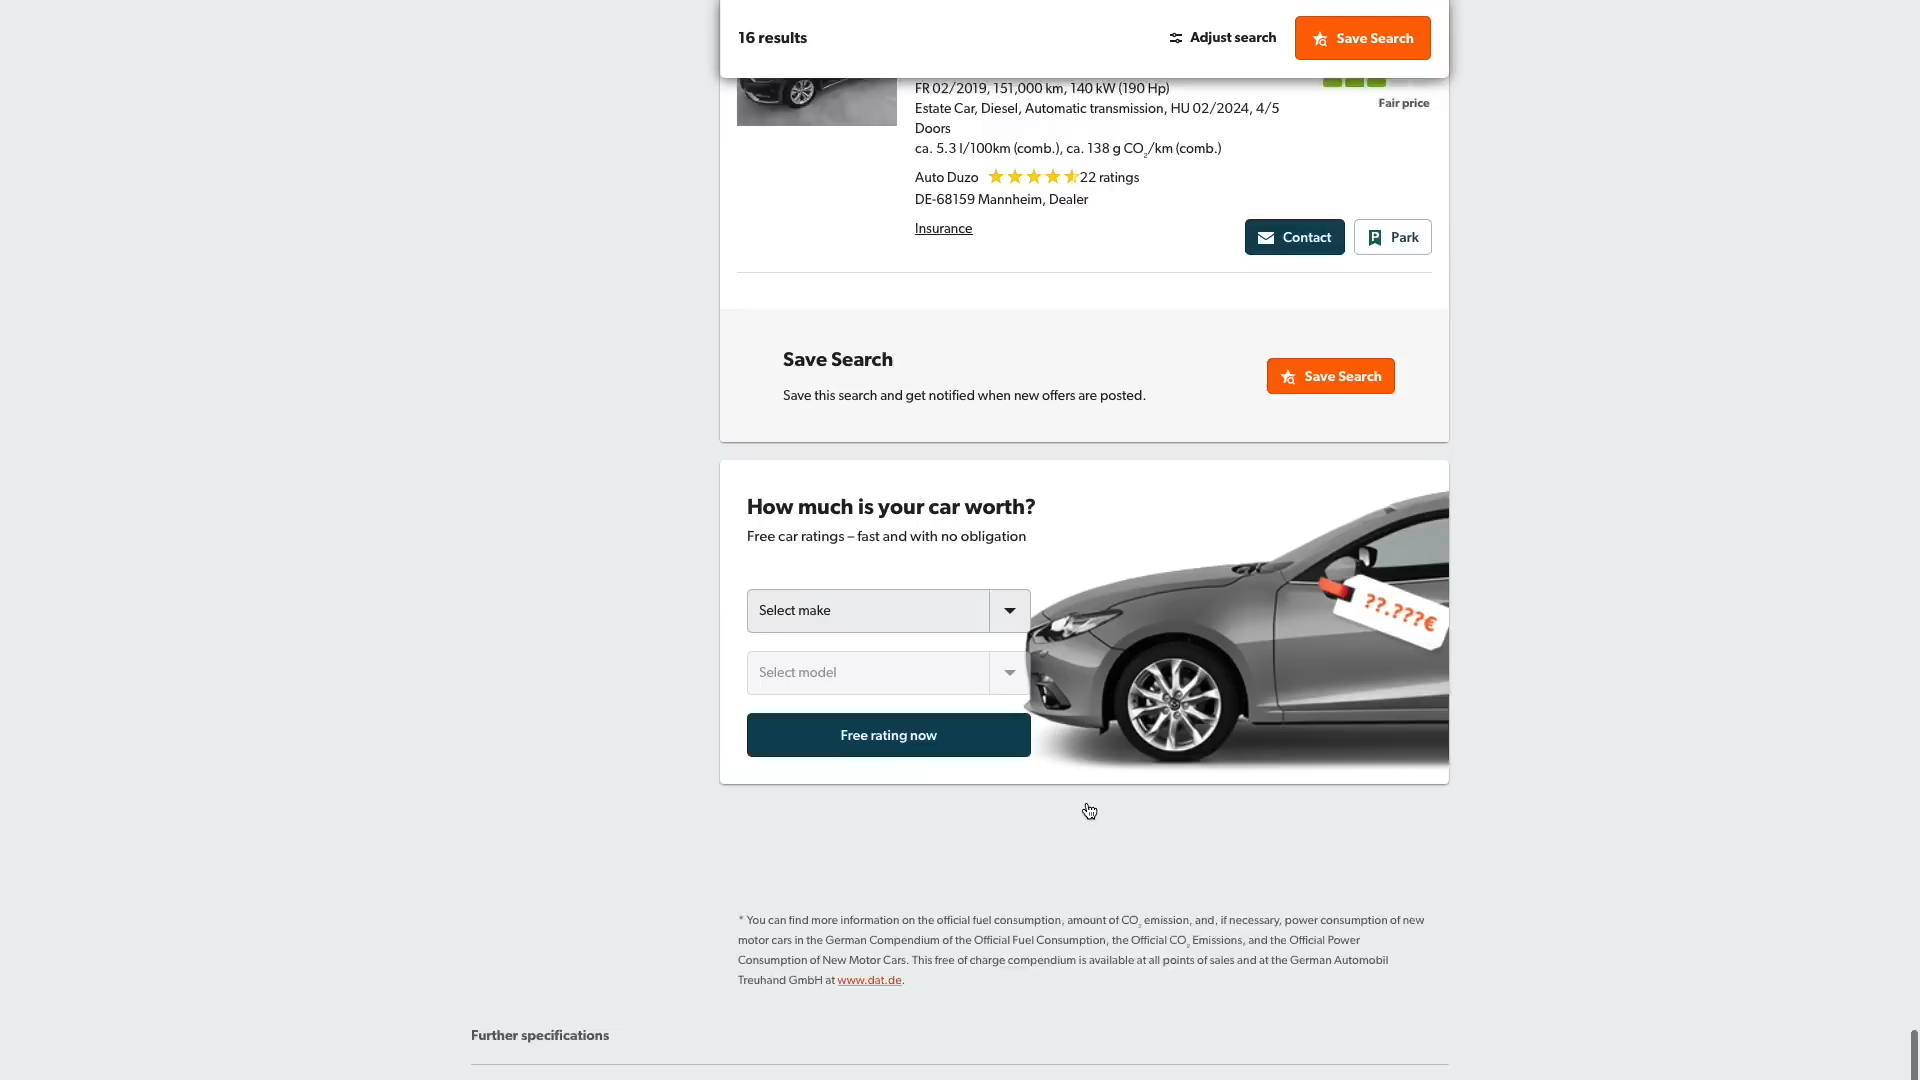 16 results
Adjust search
Save Search
FR 02/2019, 151,000 km, 140 kW (190 Hp)
Estate Car, Diesel, Automatic transmission, HU 02/2024, 4/5
Doors
ca. 5.3 l/100km (comb.), ca. 138 g CO₂/km (comb.)
Fair price
Auto Duzo 22 ratings
DE-68159 Mannheim, Dealer
Insurance
Contact
Park
Save Search
Save this search and get notified when new offers are posted.
Save Search
How much is your car worth?
Free car ratings – fast and with no obligation
Select make
Select model
Free rating now
??.???€
* You can find more information on the official fuel consumption, amount of CO₂ emission, and, if necessary, power consumption of new
motor cars in the German Compendium of the Official Fuel Consumption, the Official CO₂ Emissions, and the Official Power
Consumption of New Motor Cars. This free of charge compendium is available at all points of sales and at the German Automobil
Treuhand GmbH at www.dat.de.
Further specifications